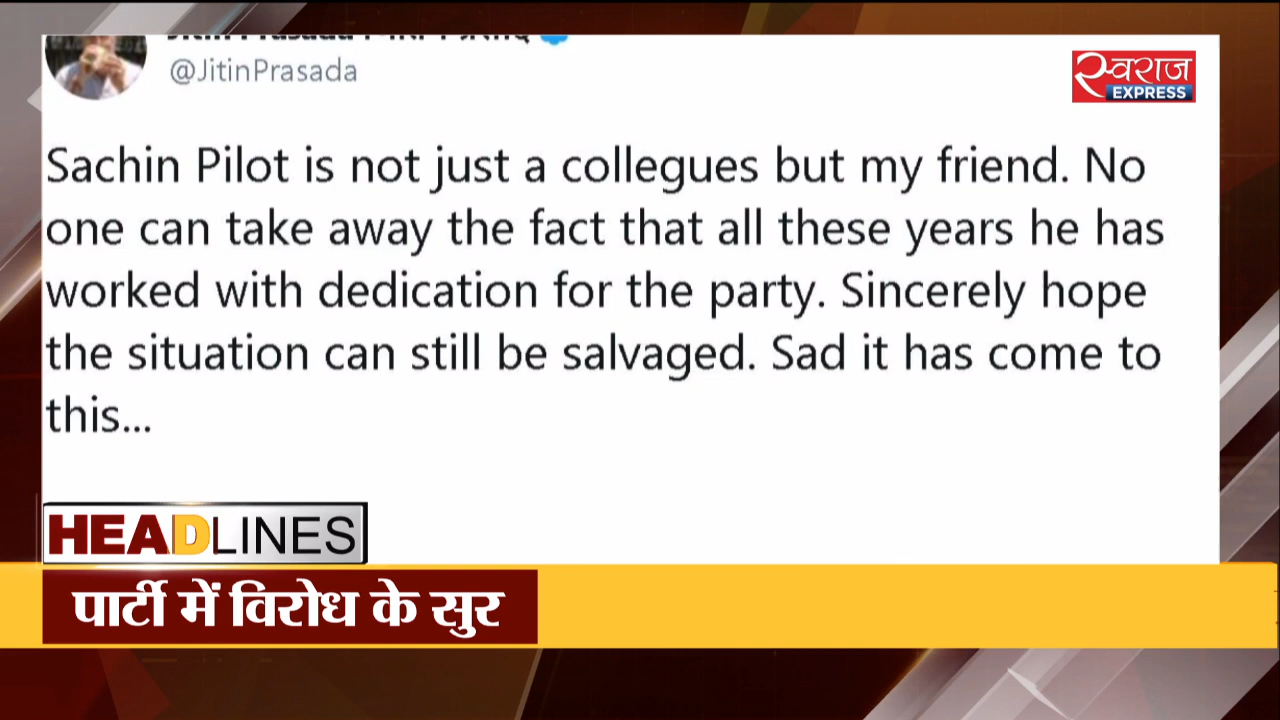 @JitinPrasada
स्वराज
EXPRESS
Sachin Pilot is not just a collegues but my friend. No
one can take away the fact that all these years he has
worked with dedication for the party. Sincerely hope
the situation can still be salvaged. Sad it has come to
this...
HEADLINES
पार्टी में विरोध के सुर